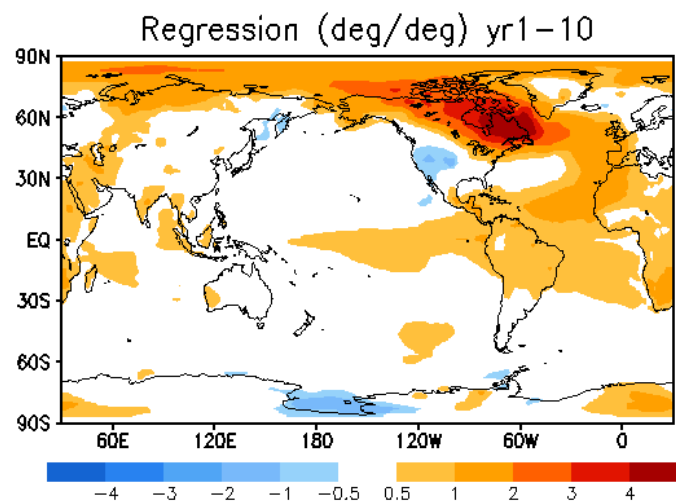 Regression (deg/deg) yr1-10
90N
60N
30N
EQ
30S
60S
90S
60E 120E 180 120W 60W 0
-4 -3 -2 -1 -0.5 0.5 1 2 3 4